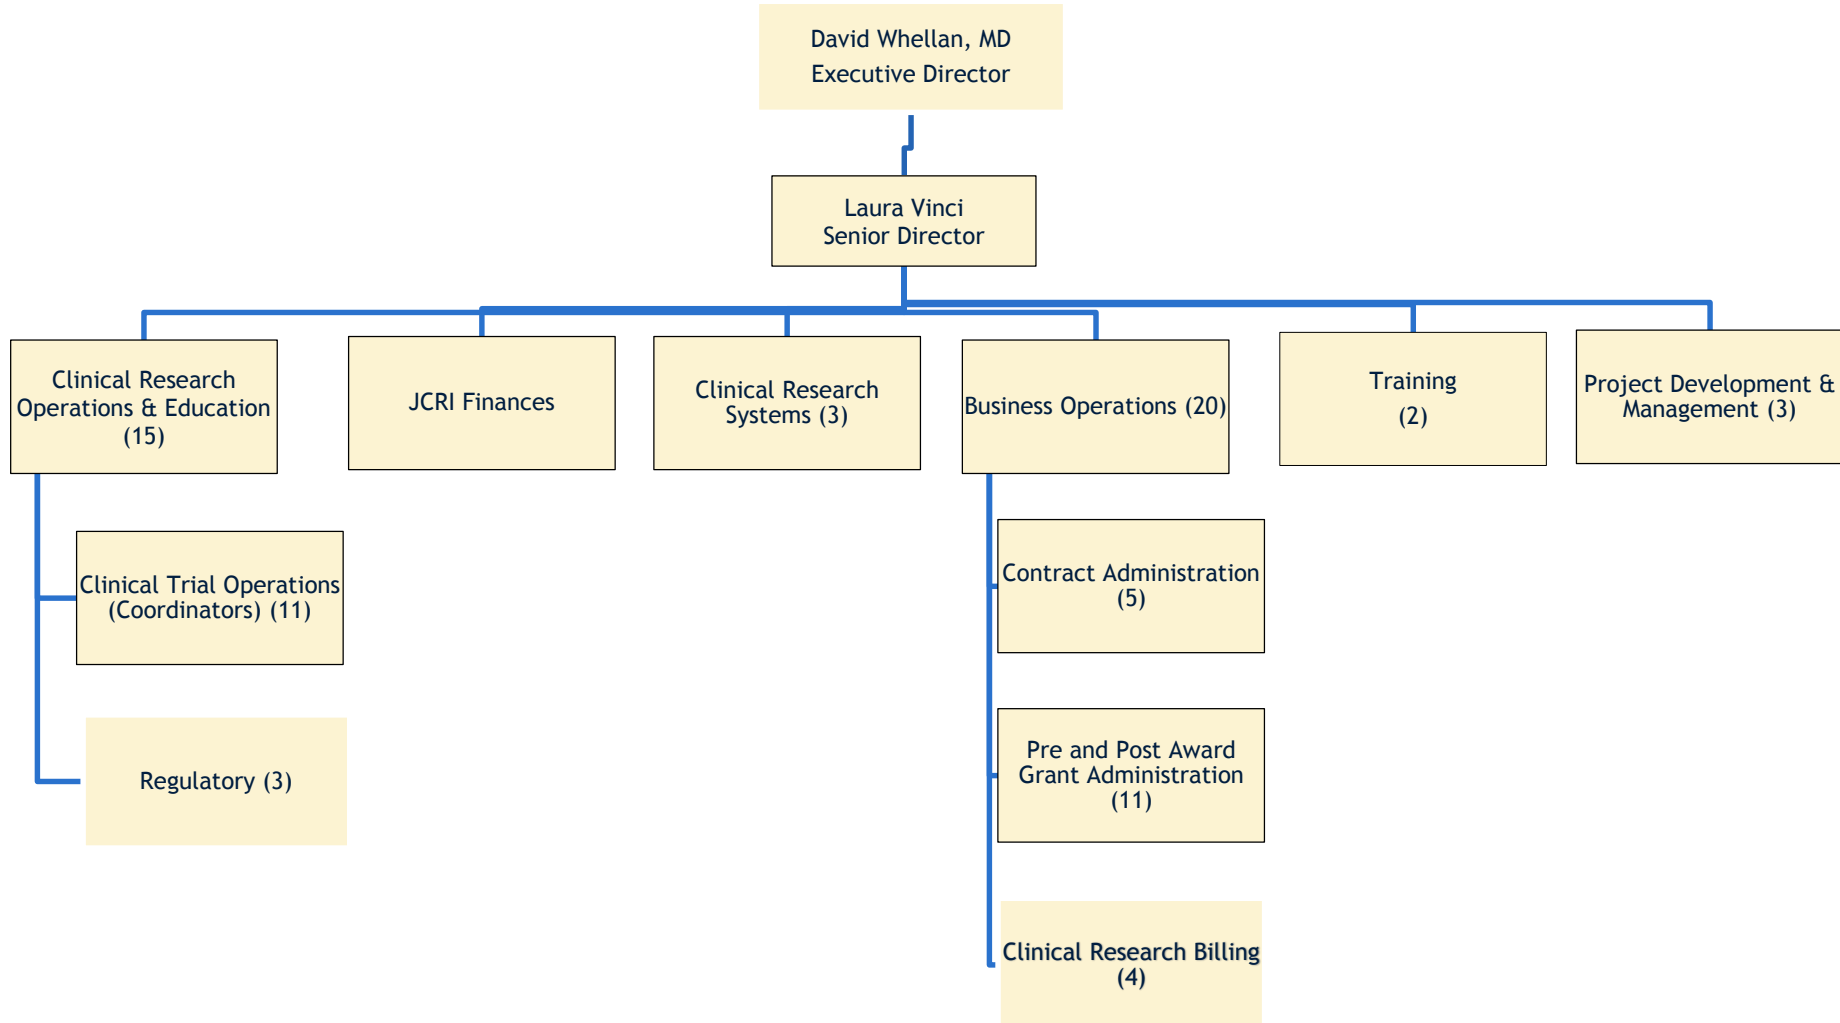 David Whellan, MD
Executive Director
Laura Vinci
Senior Director
Clinical Research
Operations & Education
(15)
JCRI Finances
Clinical Research
Systems (3)
Business Operations (20)
Training
(2)
Project Development &
Management (3)
Clinical Trial Operations
(Coordinators) (11)
Regulatory (3)
Contract Administration
(5)
Pre and Post Award
Grant Administration
(11)
Clinical Research Billing
(4)